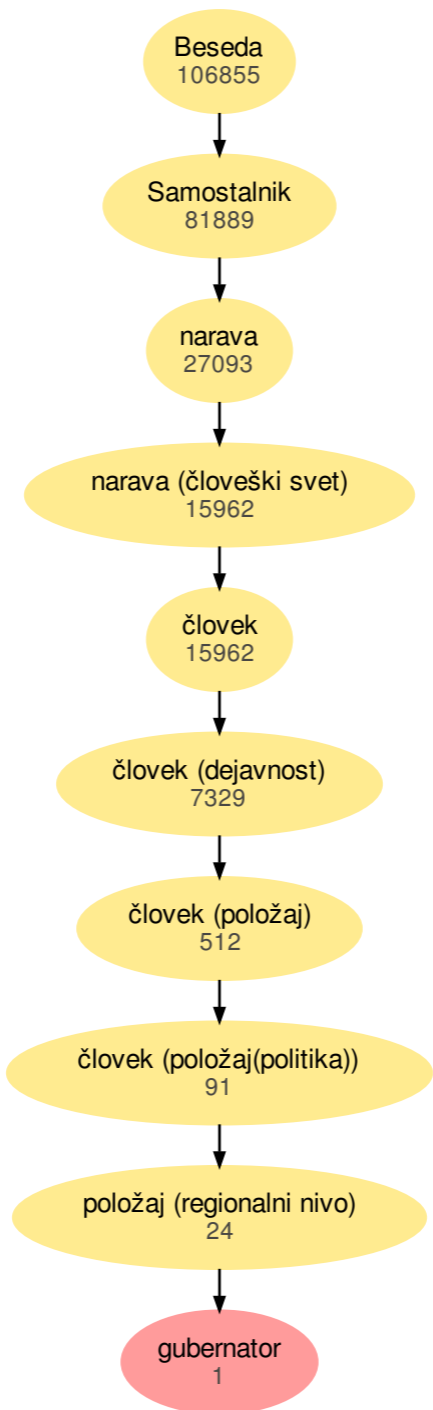 Beseda
106855
Samostalnik
81889
narava
27093
narava (človeški svet)
15962
človek
15962
človek (dejavnost)
7329
človek (položaj)
512
človek (položaj(politika))
91
položaj (regionalni nivo)
24
gubernator
1